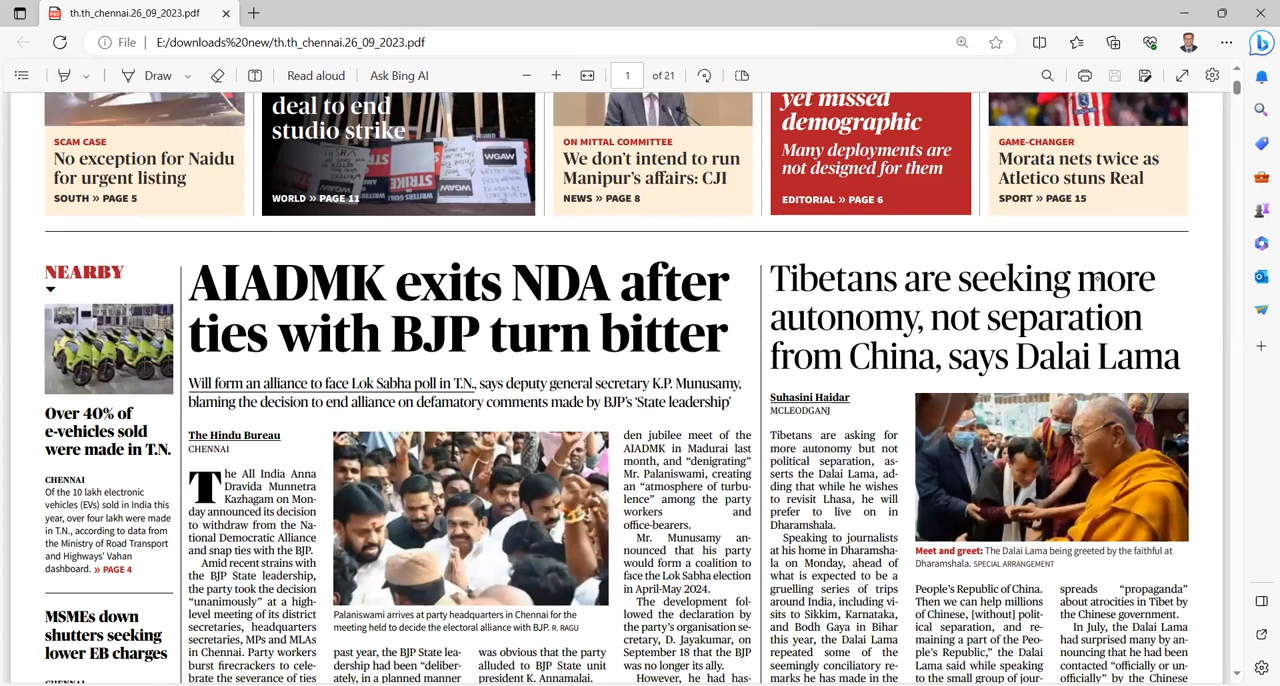 th.th_chennai.26_09_2023.pdf
File
E:/downloads%20new/th.th_chennai.26_09_2023.pdf
Draw
Read aloud
Ask Bing AI
1
of 21
SCAM CASE
No exception for Naidu
for urgent listing
SOUTH » PAGE 5
deal to end
studio strike
WORLD » PAGE 11
ON MITTAL COMMITTEE
We don't intend to run
Manipur's affairs: CJI
NEWS » PAGE 8
yet missed
demographic
Many deployments are
not designed for them
EDITORIAL » PAGE 6
GAME-CHANGER
Morata nets twice as
Atletico stuns Real
SPORT » PAGE 15
NEARBY
Over 40% of
e-vehicles sold
were made in T.N.
CHENNAI
Of the 10 lakh electronic
vehicles (EVs) sold in India this
year, over four lakh were made
in T.N., according to data from
the Ministry of Road Transport
and Highways' Vahan
dashboard. » PAGE 4
MSMEs down
shutters seeking
lower EB charges
CHENNAI
AIADMK exits NDA after
ties with BJP turn bitter
Will form an alliance to face Lok Sabha poll in T.N., says deputy general secretary K.P. Munusamy,
blaming the decision to end alliance on defamatory comments made by BJP's 'State leadership'
The Hindu Bureau
CHENNAI
The All India Anna
Dravida Munnetra
Kazhagam on Mon-
day announced its decision
to withdraw from the Na-
tional Democratic Alliance
and snap ties with the BJP.
Amid recent strains with
the BJP State leadership,
the party took the decision
"unanimously" at a high-
level meeting of its district
secretaries, headquarters
secretaries, MPs and MLAs
in Chennai. Party workers
burst firecrackers to cele-
brate the severance of ties
Palaniswami arrives at party headquarters in Chennai for the
meeting held to decide the electoral alliance with BJP. R. RAGU
past year, the BJP State lea-
dership had been "deliber-
ately, in a planned manner
was obvious that the party
alluded to BJP State unit
president K. Annamalai.
den jubilee meet of the
AIADMK in Madurai last
month, and "denigrating"
Mr. Palaniswami, creating
an "atmosphere of turbu-
lence" among the party
workers and
office-bearers.
Mr. Munusamy an-
nounced that his party
would form a coalition to
face the Lok Sabha election
in April-May 2024.
The development fol-
lowed the declaration by
the party's organisation se-
cretary, D. Jayakumar, on
September 18 that the BJP
was no longer its ally.
However, he had has-
Tibetans are seeking more
autonomy, not separation
from China, says Dalai Lama
Suhasini Haidar
MCLEODGANJ
Tibetans are asking for
more autonomy but not
political separation, as-
serts the Dalai Lama, ad-
ding that while he wishes
to revisit Lhasa, he will
prefer to live on in
Dharamshala.
Speaking to journalists
at his home in Dharamsha-
la on Monday, ahead of
what is expected to be a
gruelling series of trips
around India, including vi-
sits to Sikkim, Karnataka,
and Bodh Gaya in Bihar
this year, the Dalai Lama
repeated some of the
seemingly conciliatory re-
marks he has made in the
Meet and greet: The Dalai Lama being greeted by the faithful at
Dharamshala. SPECIAL ARRANGEMENT
People's Republic of China.
Then we can help millions
of Chinese, [without] poli-
tical separation, and re-
maining a part of the Peo-
ple's Republic," the Dalai
Lama said while speaking
to the small group of jour-
spreads "propaganda"
about atrocities in Tibet by
the Chinese government.
In July, the Dalai Lama
had surprised many by an-
nouncing that he had been
contacted "officially or un-
officially" by the Chinese